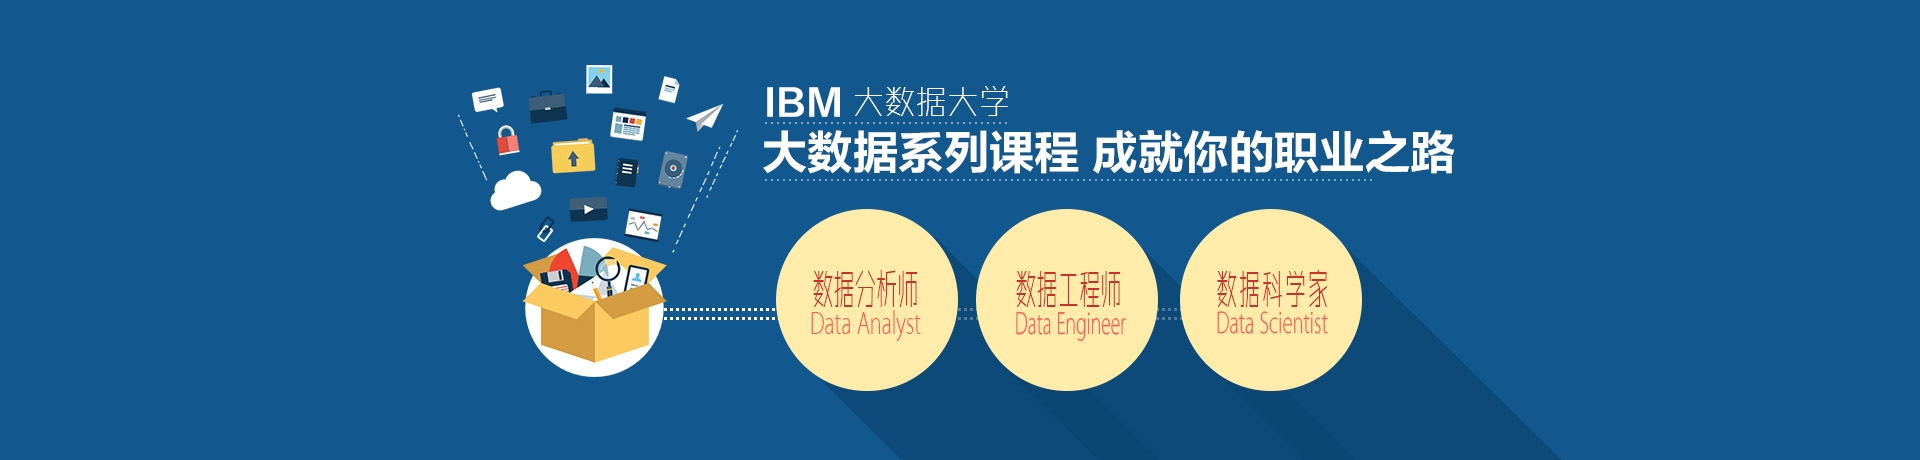 IBM 大数据大学
大数据系列课程 成就你的职业之路
数据分析师
Data Analyst
数据工程师
Data Engineer
数据科学家
Data Scientist